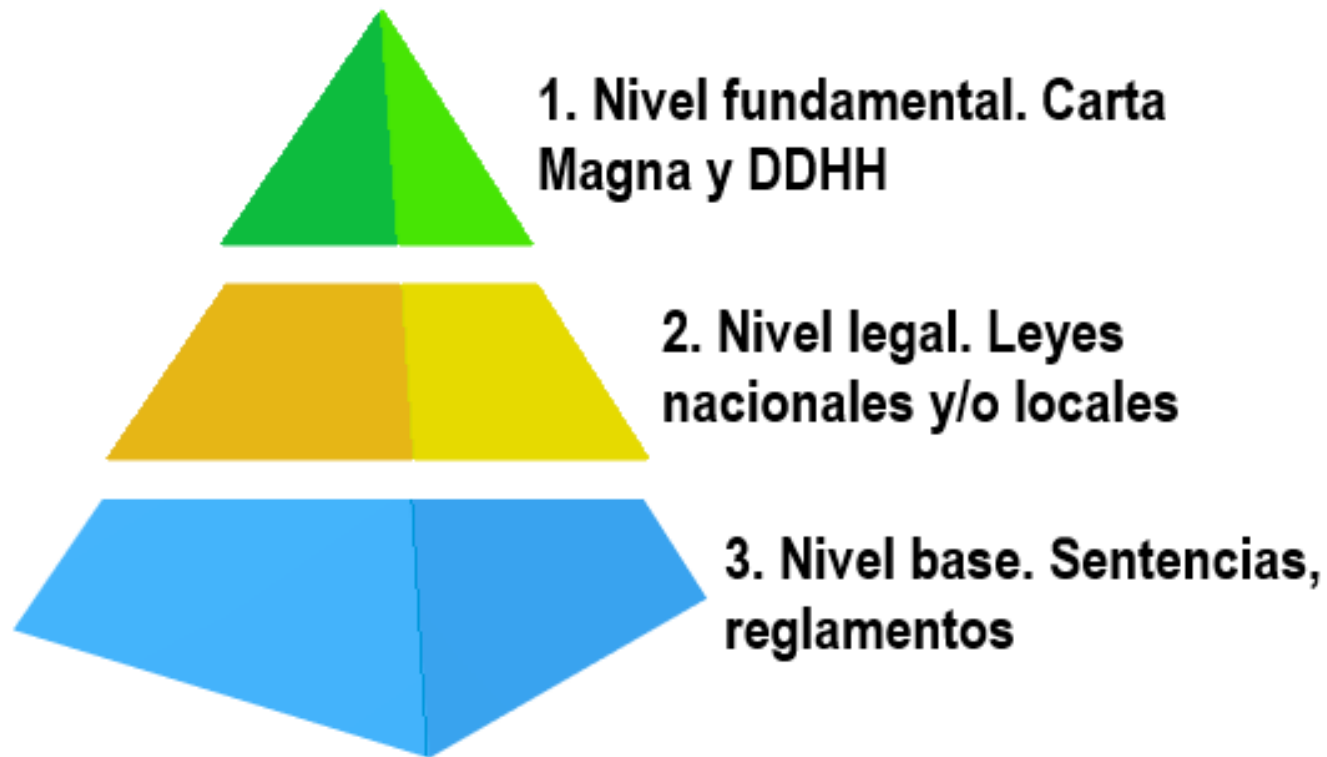 1. Nivel fundamental. Carta
Magna y DDHH
2. Nivel legal. Leyes
nacionales y/o locales
3. Nivel base. Sentencias,
reglamentos